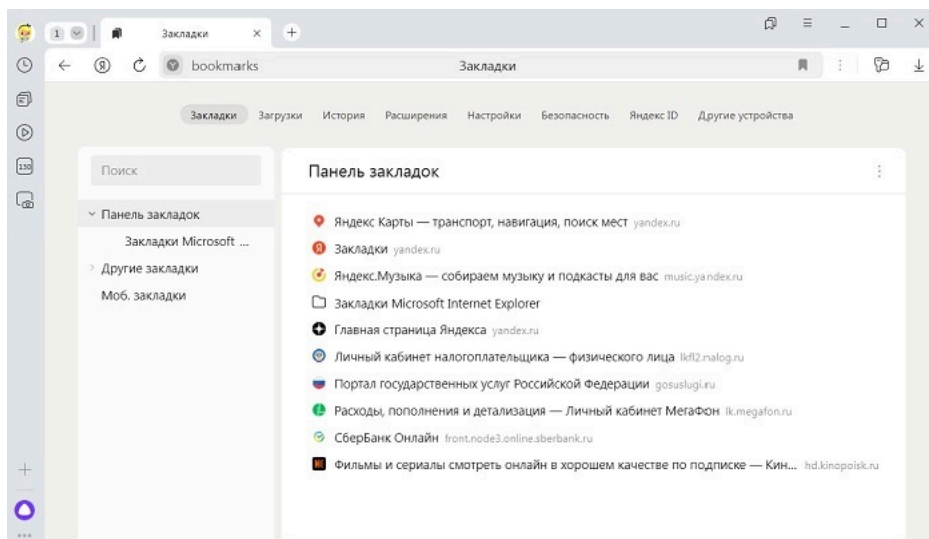 1 Закладки
Я bookmarks Закладки
Закладки Загрузки История Расширения Настройки Безопасность Яндекс ID Другие устройства
130
Поиск
Панель закладок
Панель закладок
Закладки Microsoft ...
Другие закладки
Моб. закладки
Яндекс Карты — транспорт, навигация, поиск мест yandex.ru
Я Закладки yandex.ru
Яндекс.Музыка — собираем музыку и подкасты для вас music.yandex.ru
Закладки Microsoft Internet Explorer
Главная страница Яндекса yandex.ru
Личный кабинет налогоплательщика — физического лица lkfl2.nalog.ru
Портал государственных услуг Российской Федерации gosuslugi.ru
Расходы, пополнения и детализация — Личный кабинет МегаФон lk.megafon.ru
СберБанк Онлайн front.node3.online.sberbank.ru
Фильмы и сериалы смотреть онлайн в хорошем качестве по подписке — Кин... hd.kinopoisk.ru